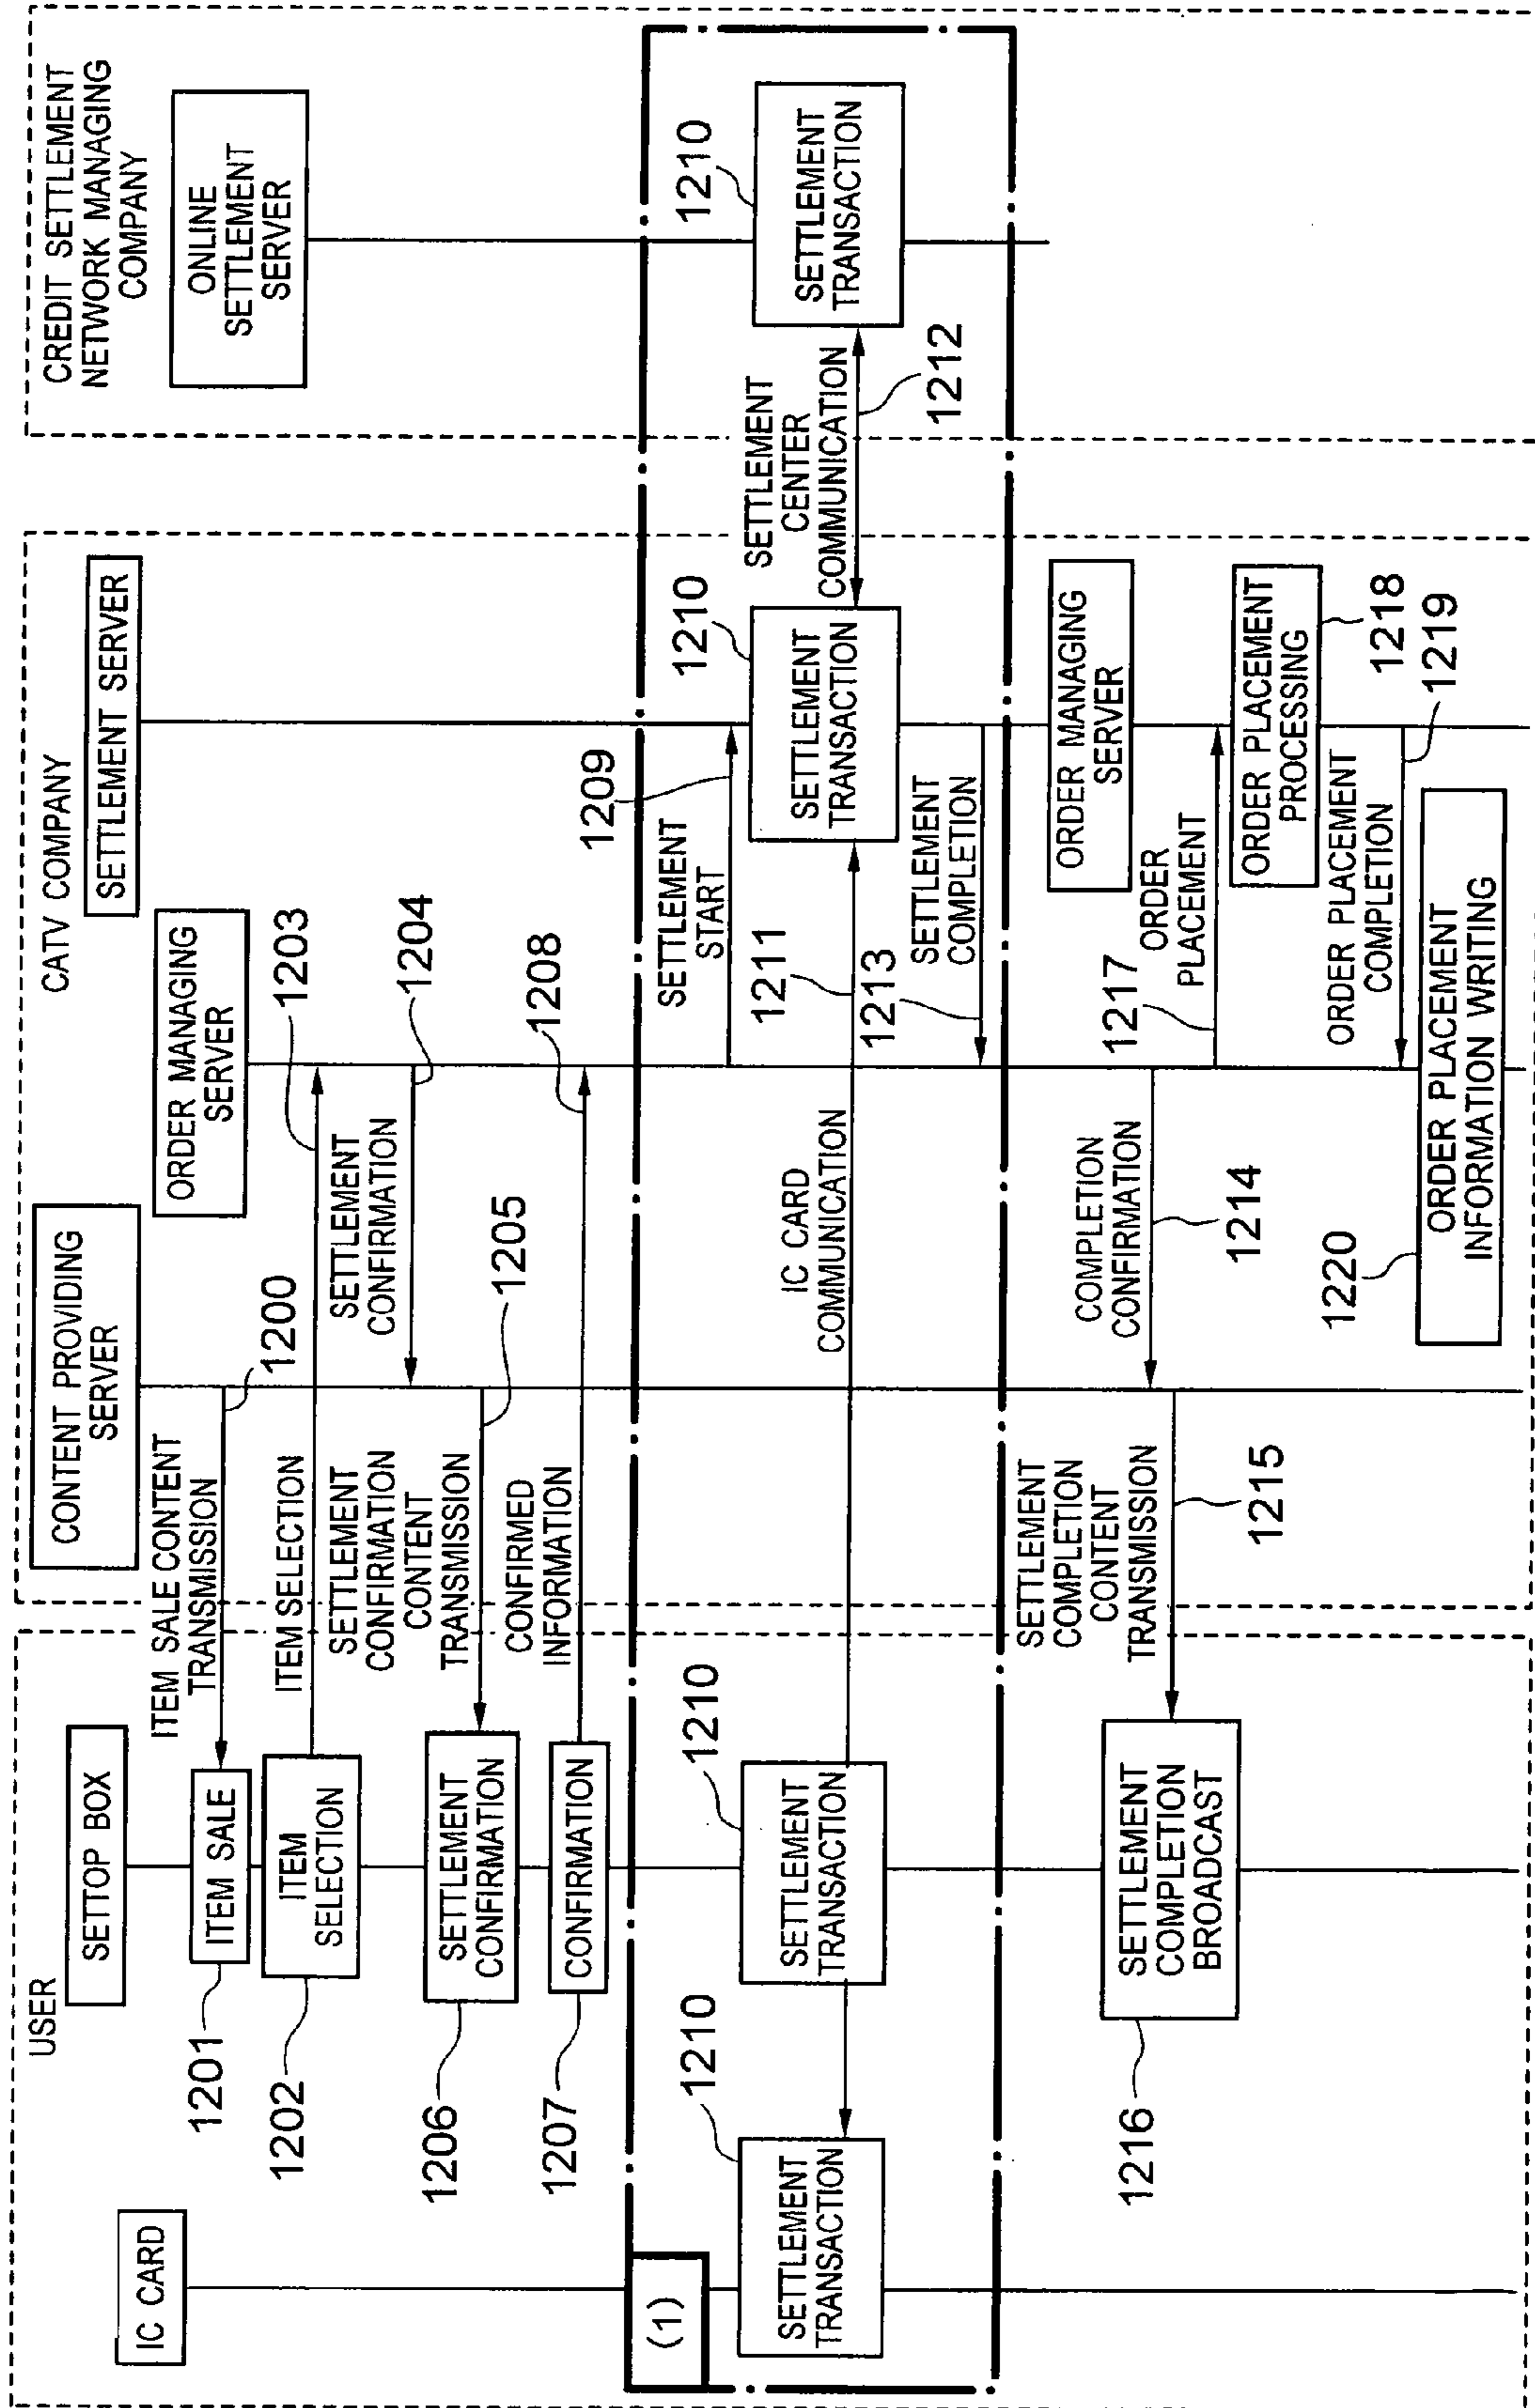 USER
IC CARD
SETTOP BOX
CATV COMPANY
CONTENT PROVIDING
SERVER
ORDER MANAGING
SERVER
SETTLEMENT SERVER
CREDIT SETTLEMENT
NETWORK MANAGING
COMPANY
ONLINE
SETTLEMENT
SERVER
ITEM SALE CONTENT
TRANSMISSION
1200
1201
ITEM SALE
1202
ITEM
SELECTION
ITEM SELECTION
1203
SETTLEMENT
CONFIRMATION
1204
SETTLEMENT
CONFIRMATION
CONTENT
TRANSMISSION
1205
1206
SETTLEMENT
CONFIRMATION
1207
CONFIRMATION
CONFIRMED
INFORMATION
1208
(1)
SETTLEMENT
START
1209
1210
SETTLEMENT
TRANSACTION
1210
SETTLEMENT
TRANSACTION
IC CARD
COMMUNICATION
1211
1210
SETTLEMENT
TRANSACTION
SETTLEMENT
CENTER
COMMUNICATION
1212
1210
SETTLEMENT
TRANSACTION
1213
SETTLEMENT
COMPLETION
COMPLETION
CONFIRMATION
1214
SETTLEMENT
COMPLETION
CONTENT
TRANSMISSION
1215
1216
SETTLEMENT
COMPLETION
BROADCAST
ORDER MANAGING
SERVER
1217
ORDER
PLACEMENT
ORDER PLACEMENT
PROCESSING
1218
ORDER PLACEMENT
COMPLETION
1219
1220
ORDER PLACEMENT
INFORMATION WRITING